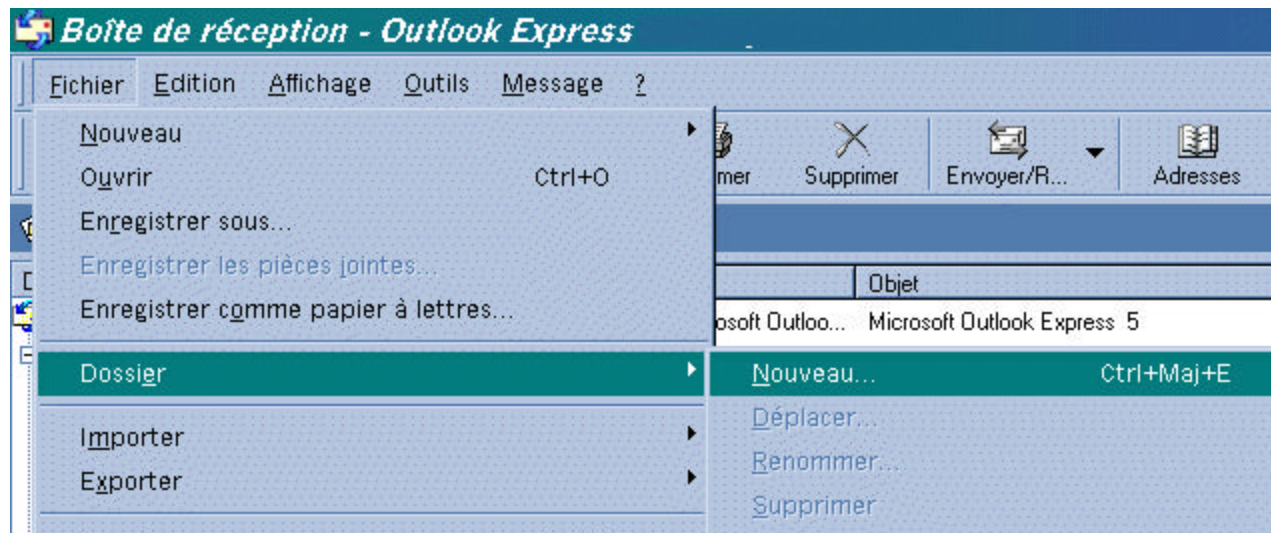 Boîte de réception - Outlook Express
Fichier Edition Affichage Outils Message ?
Nouveau
Ouvrir Ctrl+O
Enregistrer sous...
Enregistrer les pièces jointes...
Enregistrer comme papier à lettres...
Dossier
Importer
Exporter
mer Supprimer Envoyer/R... Adresses
Objet
osoft Outloo... Microsoft Outlook Express 5
Nouveau... Ctrl+Maj+E
Déplacer...
Renommer...
Supprimer